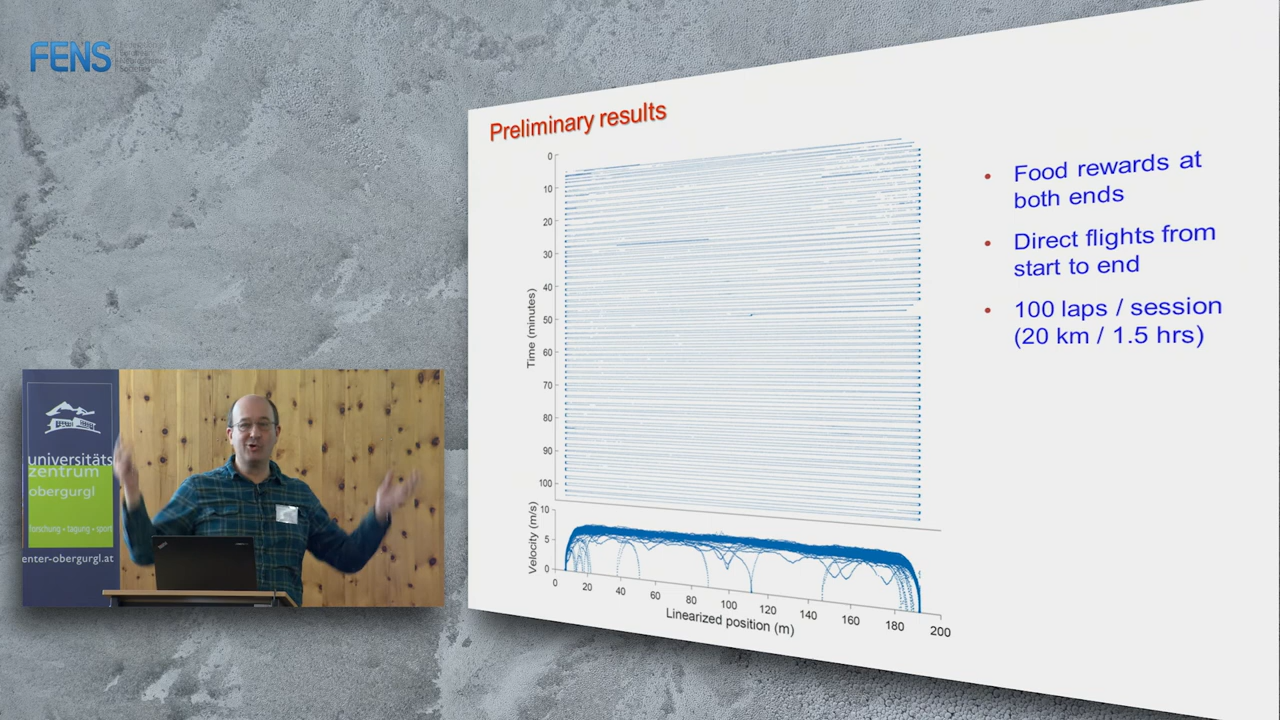 FENS
Preliminary results
Time (minutes)
0
10
20
30
40
50
60
70
80
90
100
Velocity (m/s)
10
5
0
0
20
40
60
80
100
120
140
160
180
200
Linearized position (m)
• Food rewards at
both ends
• Direct flights from
start to end
• 100 laps / session
(20 km / 1.5 hrs)
universitäts
zentrum
obergurgl
forschung • tagung • sport
enter-obergurgl.at